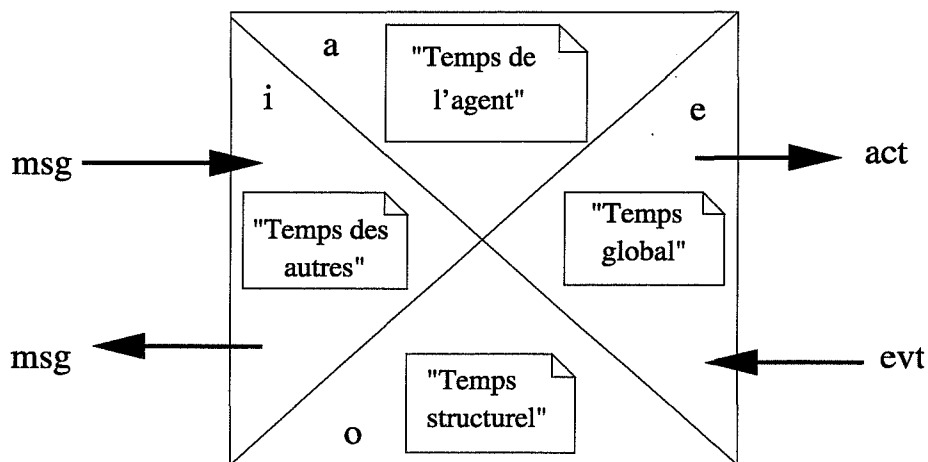 a
"Temps de
l'agent"
i
e
msg
act
"Temps des
autres"
"Temps
global"
msg
evt
"Temps
structurel"
o